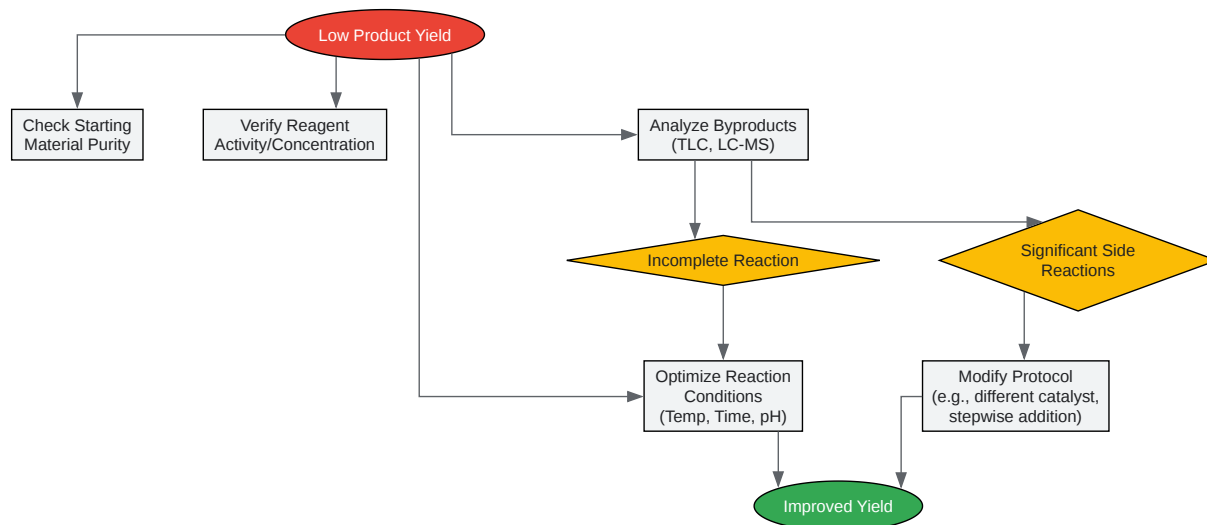 Low Product Yield
Check Starting
Material Purity
Verify Reagent
Activity/Concentration
Analyze Byproducts
(TLC, LC-MS)
Incomplete Reaction
Significant Side
Reactions
Optimize Reaction
Conditions
(Temp, Time, pH)
Modify Protocol
(e.g., different catalyst,
stepwise addition)
Improved Yield